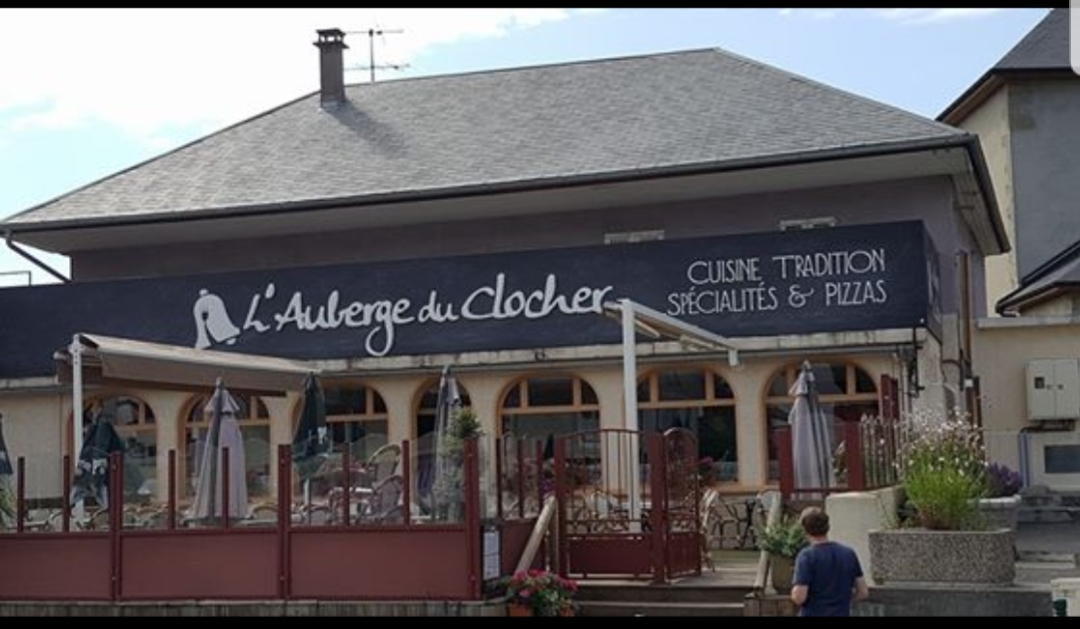 L'Auberge du Clocher
CUISINE TRADITION
SPÉCIALITÉS & PIZZAS